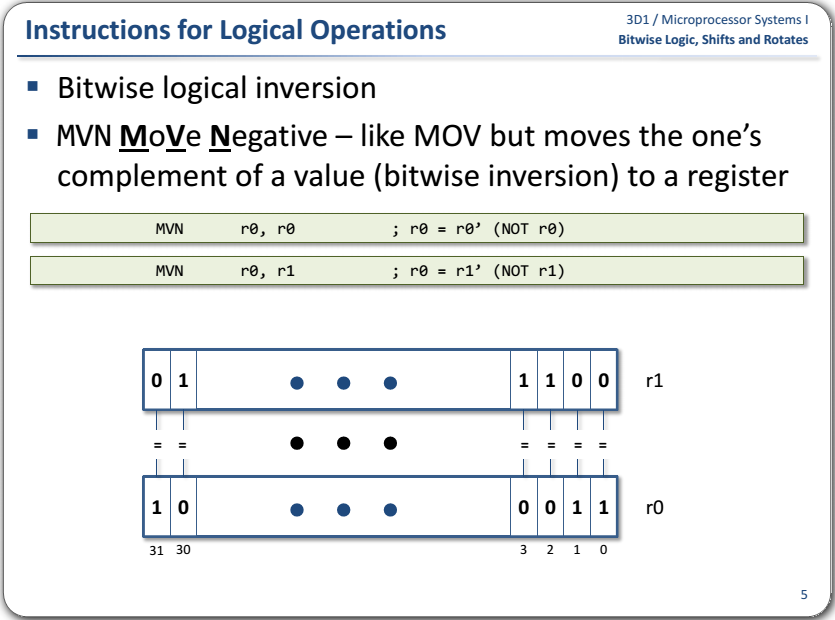 Instructions for Logical Operations
3D1 / Microprocessor Systems I
Bitwise Logic, Shifts and Rotates
Bitwise logical inversion
MVN MoVe Negative – like MOV but moves the one’s
complement of a value (bitwise inversion) to a register
MVN r0, r0 ; r0 = r0’ (NOT r0)
MVN r0, r1 ; r0 = r1’ (NOT r1)
0 1 1 1 0 0 r1
= = = = = =
1 0 0 0 1 1 r0
31 30 3 2 1 0
5